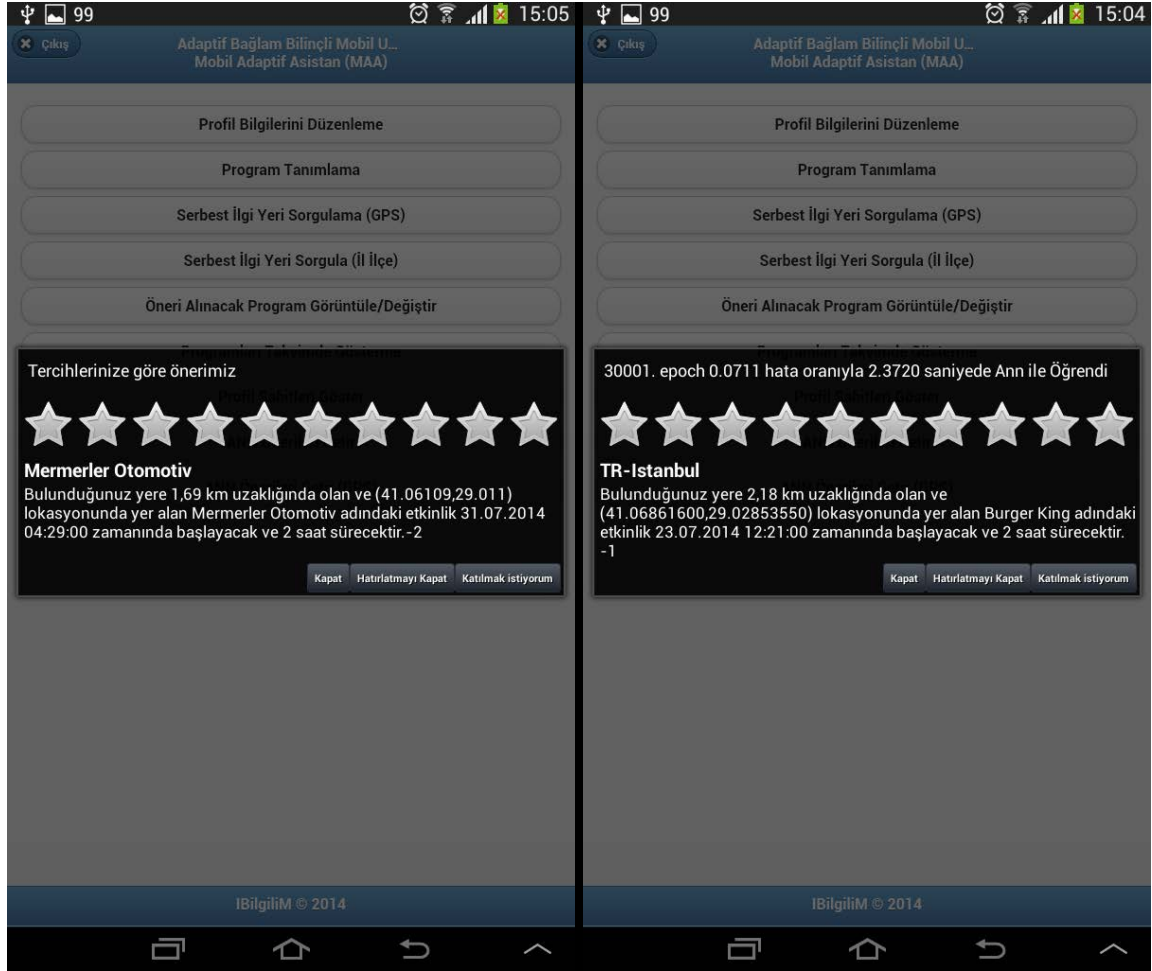 99
15:05
Çıkış
Adaptif Bağlam Bilinçli Mobil U...
Mobil Adaptif Asistan (MAA)
Profil Bilgilerini Düzenleme
Program Tanımlama
Serbest İlgi Yeri Sorgulama (GPS)
Serbest İlgi Yeri Sorgula (İl İlçe)
Öneri Alınacak Program Görüntüle/Değiştir
Tercihlerinize göre önerimiz
Mermerler Otomotiv
Bulunduğunuz yere 1,69 km uzaklığında olan ve (41.06109,29.011)
lokasyonunda yer alan Mermerler Otomotiv adındaki etkinlik 31.07.2014
04:29:00 zamanında başlayacak ve 2 saat sürecektir.-2
Kapat
Hatırlatmayı Kapat
Katılmak istiyorum
IBilgiliM © 2014
99
15:04
Çıkış
Adaptif Bağlam Bilinçli Mobil U...
Mobil Adaptif Asistan (MAA)
Profil Bilgilerini Düzenleme
Program Tanımlama
Serbest İlgi Yeri Sorgulama (GPS)
Serbest İlgi Yeri Sorgula (İl İlçe)
Öneri Alınacak Program Görüntüle/Değiştir
30001. epoch 0.0711 hata oranıyla 2.3720 saniyede Ann ile Öğrendi
TR-Istanbul
Bulunduğunuz yere 2,18 km uzaklığında olan ve
(41.06861600,29.02853550) lokasyonunda yer alan Burger King adındaki
etkinlik 23.07.2014 12:21:00 zamanında başlayacak ve 2 saat sürecektir.
-1
Kapat
Hatırlatmayı Kapat
Katılmak istiyorum
IBilgiliM © 2014